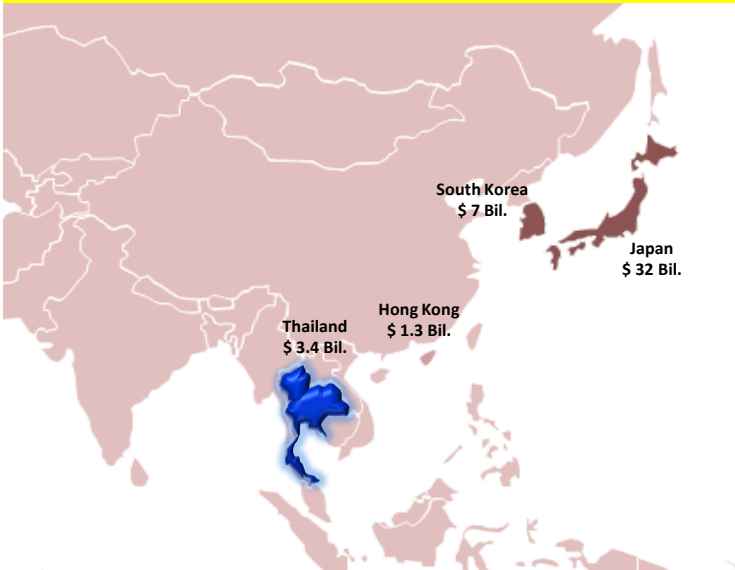 South Korea
$ 7 Bil.
Japan
$ 32 Bil.
Hong Kong
$ 1.3 Bil.
Thailand
$ 3.4 Bil.